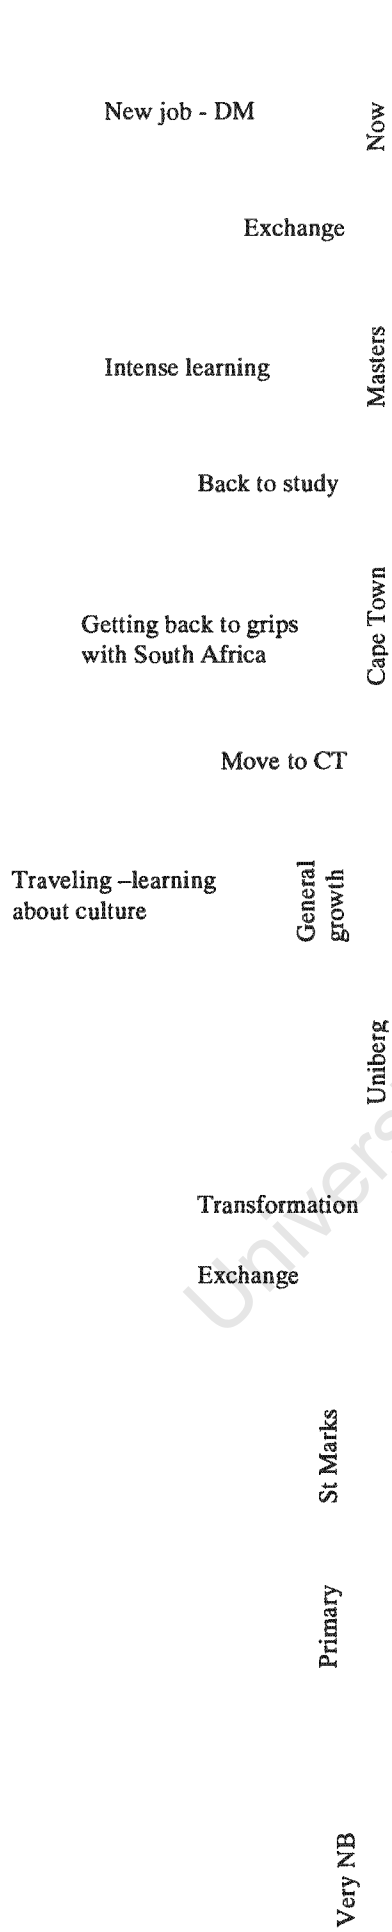 New job - DM
Now
Exchange
Masters
Intense learning
Back to study
Cape Town
Getting back to grips
with South Africa
Move to CT
General
growth
Traveling –learning
about culture
Uniberg
Univers
Transformation
Exchange
St Marks
Primary
Very NB